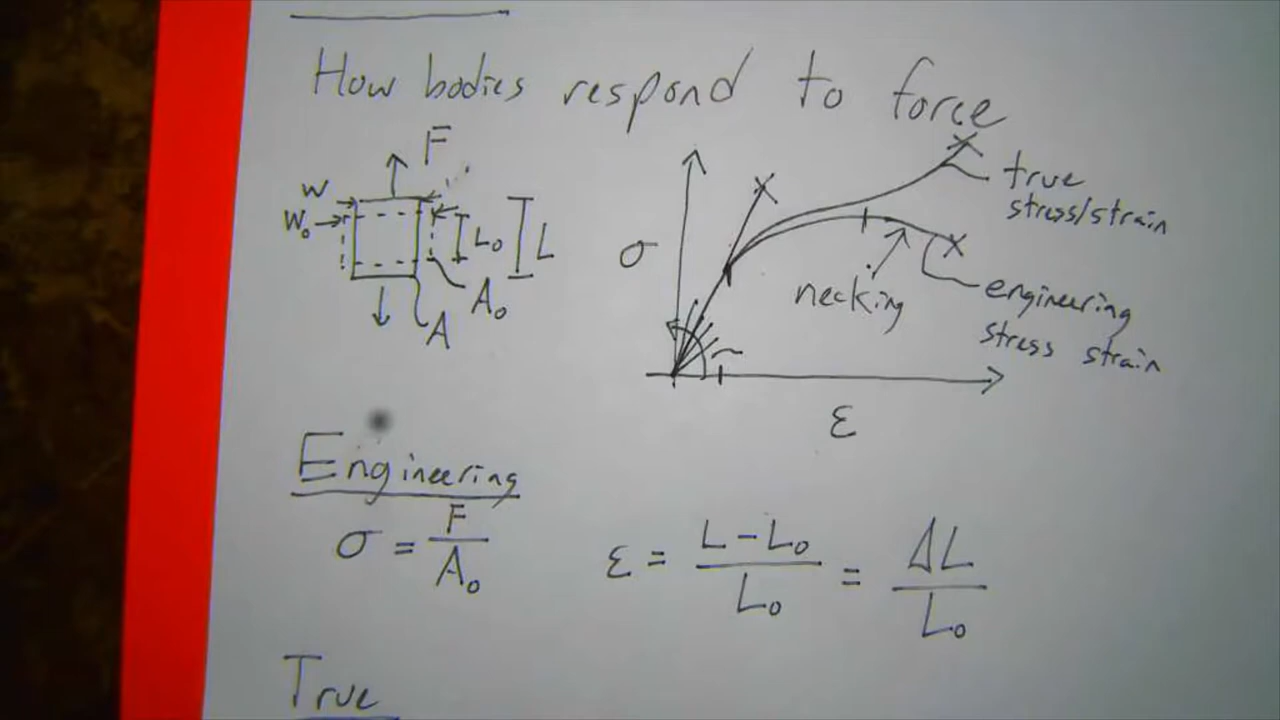 How bodies respond to force
F
w
W₀
L₀
L
A₀
A
σ
true
stress/strain
necking
engineering
stress strain
ε
Engineering
σ = F/A₀
ε = L - L₀/L₀ = ΔL/L₀
True